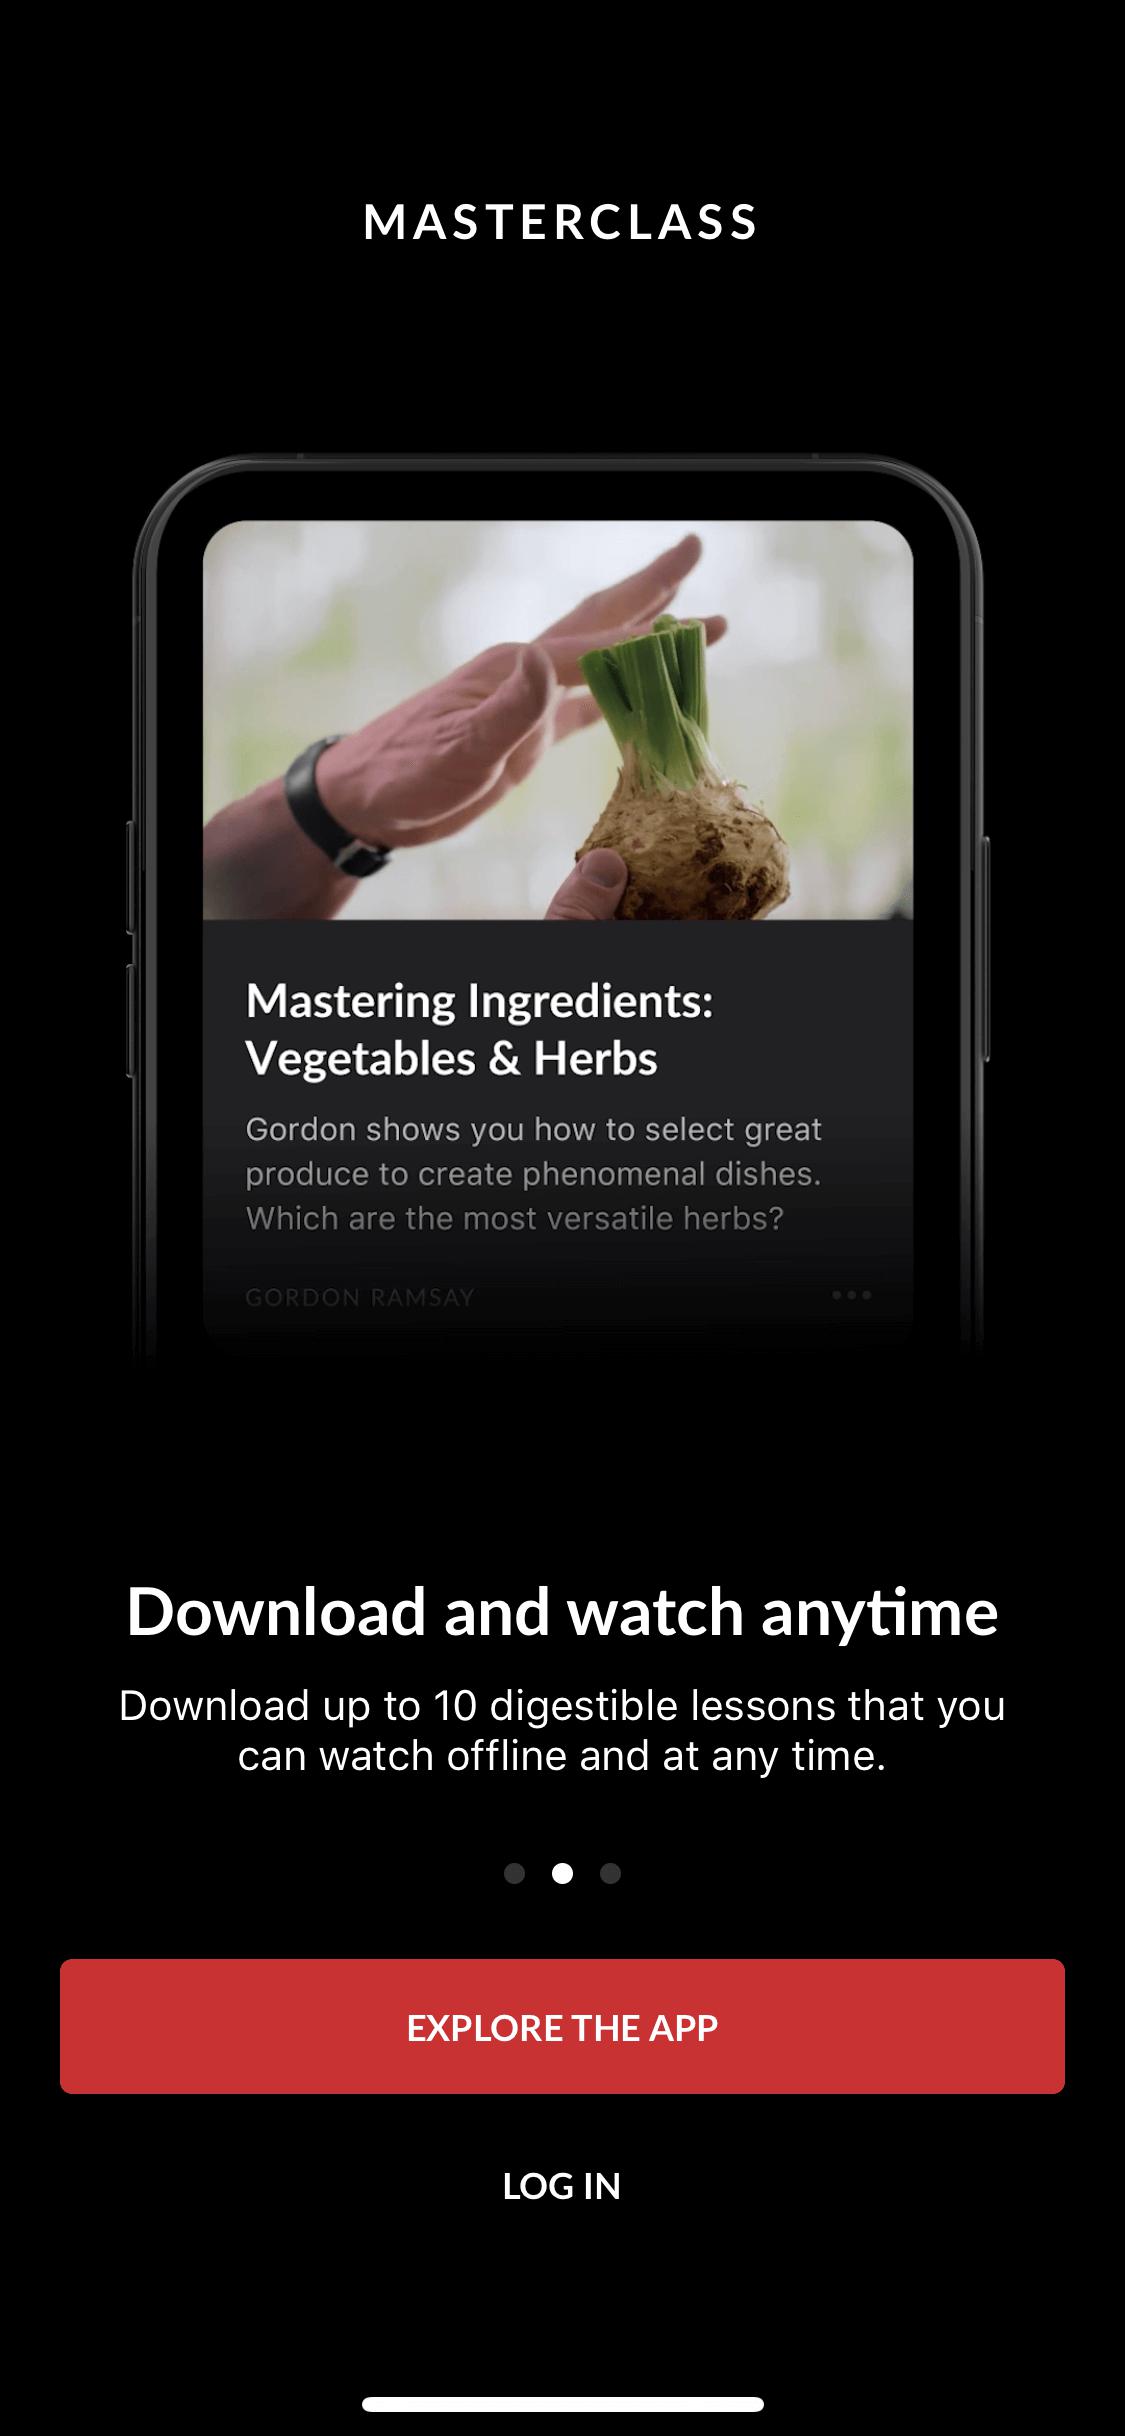 MASTERCLASS
Mastering Ingredients:
Vegetables & Herbs
Gordon shows you how to select great
produce to create phenomenal dishes.
Which are the most versatile herbs?
GORDON RAMSAY
Download and watch anytime
Download up to 10 digestible lessons that you
can watch offline and at any time.
EXPLORE THE APP
LOG IN